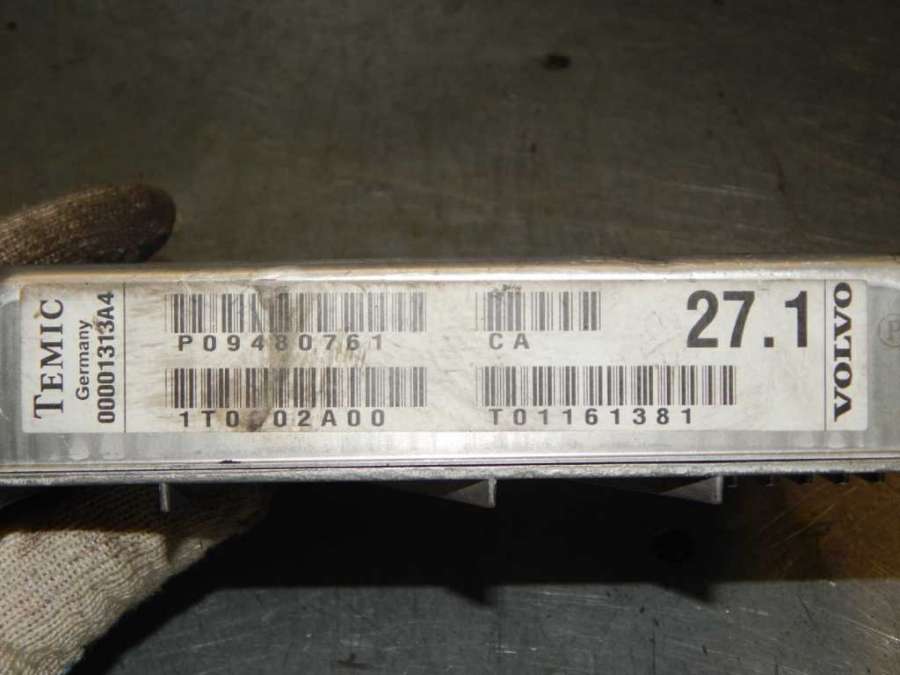 TEMIC
Germany
00001313A4
P09480761
CA
27.1
T01161381
VOLVO